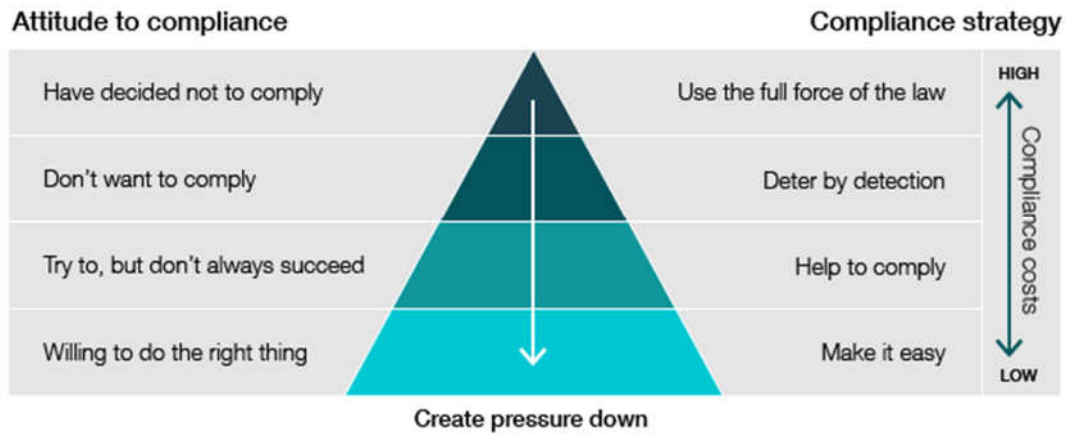 Attitude to compliance
Compliance strategy
Have decided not to comply
Use the full force of the law
HIGH
Don't want to comply
Deter by detection
Compliance costs
Try to, but don't always succeed
Help to comply
Willing to do the right thing
Make it easy
LOW
Create pressure down